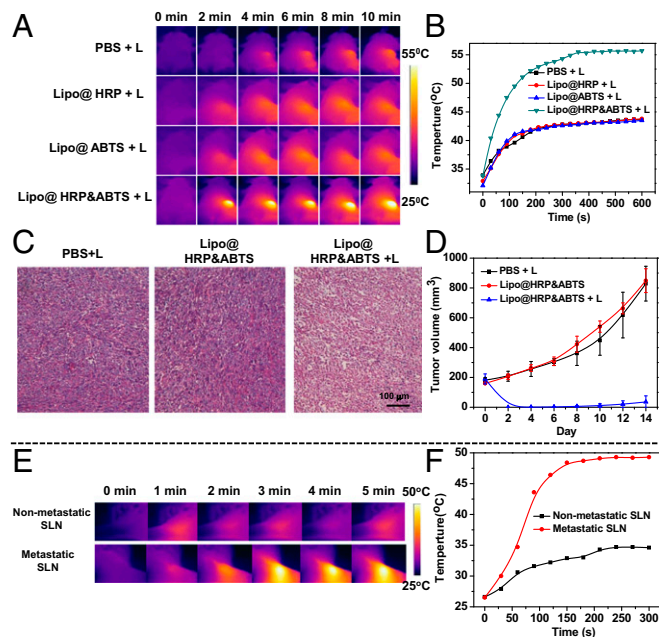 A
0 min 2 min 4 min 6 min 8 min 10 min
PBS + L
Lipo@ HRP + L
Lipo@ ABTS + L
Lipo@ HRP&ABTS + L
55°C
25°C
B
Temperture(°C)
55
50
45
40
35
PBS + L
Lipo@HRP + L
Lipo@ABTS + L
Lipo@HRP&ABTS + L
0 100 200 300 400 500 600
Time (s)
C
PBS+L
Lipo@
HRP&ABTS
Lipo@
HRP&ABTS +L
100 μm
D
Tumor volume (mm3)
1000
800
600
400
200
0
PBS + L
Lipo@HRP&ABTS
Lipo@HRP&ABTS + L
0 2 4 6 8 10 12 14
Day
E
0 min 1 min 2 min 3 min 4 min 5 min
Non-metastatic
SLN
Metastatic
SLN
50°C
25°C
F
Temperture(°C)
50
45
40
35
30
25
Non-metastatic SLN
Metastatic SLN
0 50 100 150 200 250 300
Time (s)